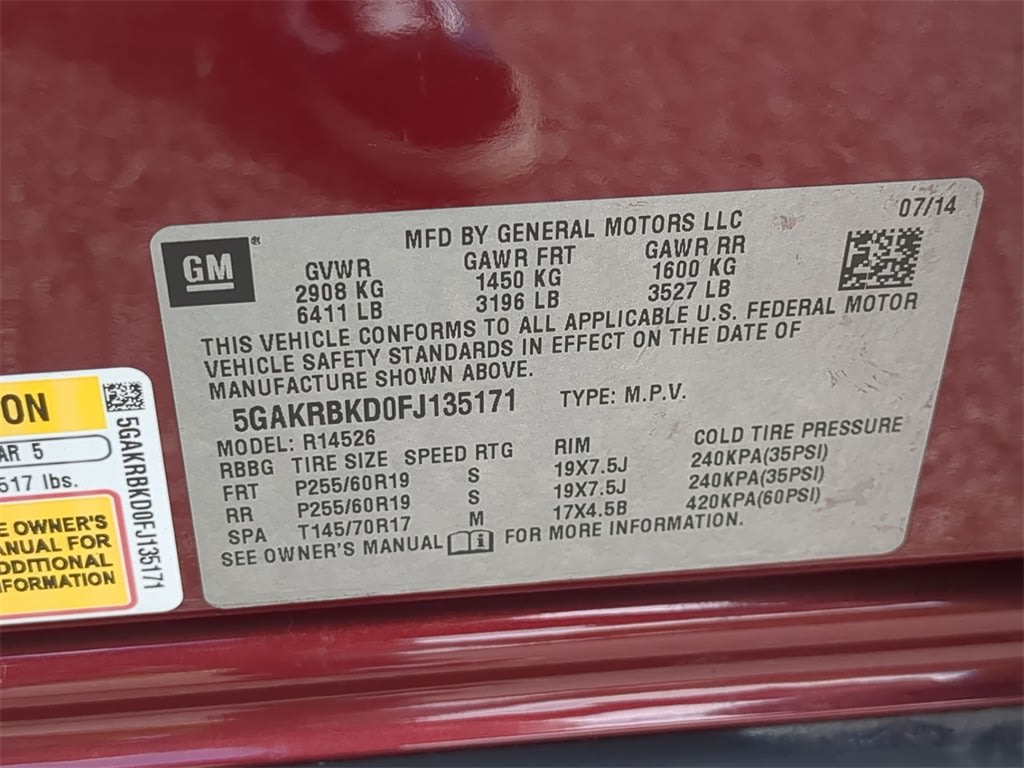 07/14
MFD BY GENERAL MOTORS LLC
GM
GVWR GAWR FRT GAWR RR
2908 KG 1450 KG 1600 KG
6411 LB 3196 LB 3527 LB
THIS VEHICLE CONFORMS TO ALL APPLICABLE U.S. FEDERAL MOTOR
VEHICLE SAFETY STANDARDS IN EFFECT ON THE DATE OF
MANUFACTURE SHOWN ABOVE.
5GAKRBKD0FJ135171 TYPE: M.P.V.
MODEL: R14526
RBBG TIRE SIZE SPEED RTG RIM COLD TIRE PRESSURE
FRT P255/60R19 S 19X7.5J 240KPA(35PSI)
RR P255/60R19 S 19X7.5J 240KPA(35PSI)
SPA T145/70R17 M 17X4.5B 420KPA(60PSI)
SEE OWNER'S MANUAL FOR MORE INFORMATION.
ON
AR 5
517 lbs.
E OWNER'S
ANUAL FOR
DDITIONAL
FORMATION
5GAKRBKD0FJ135171